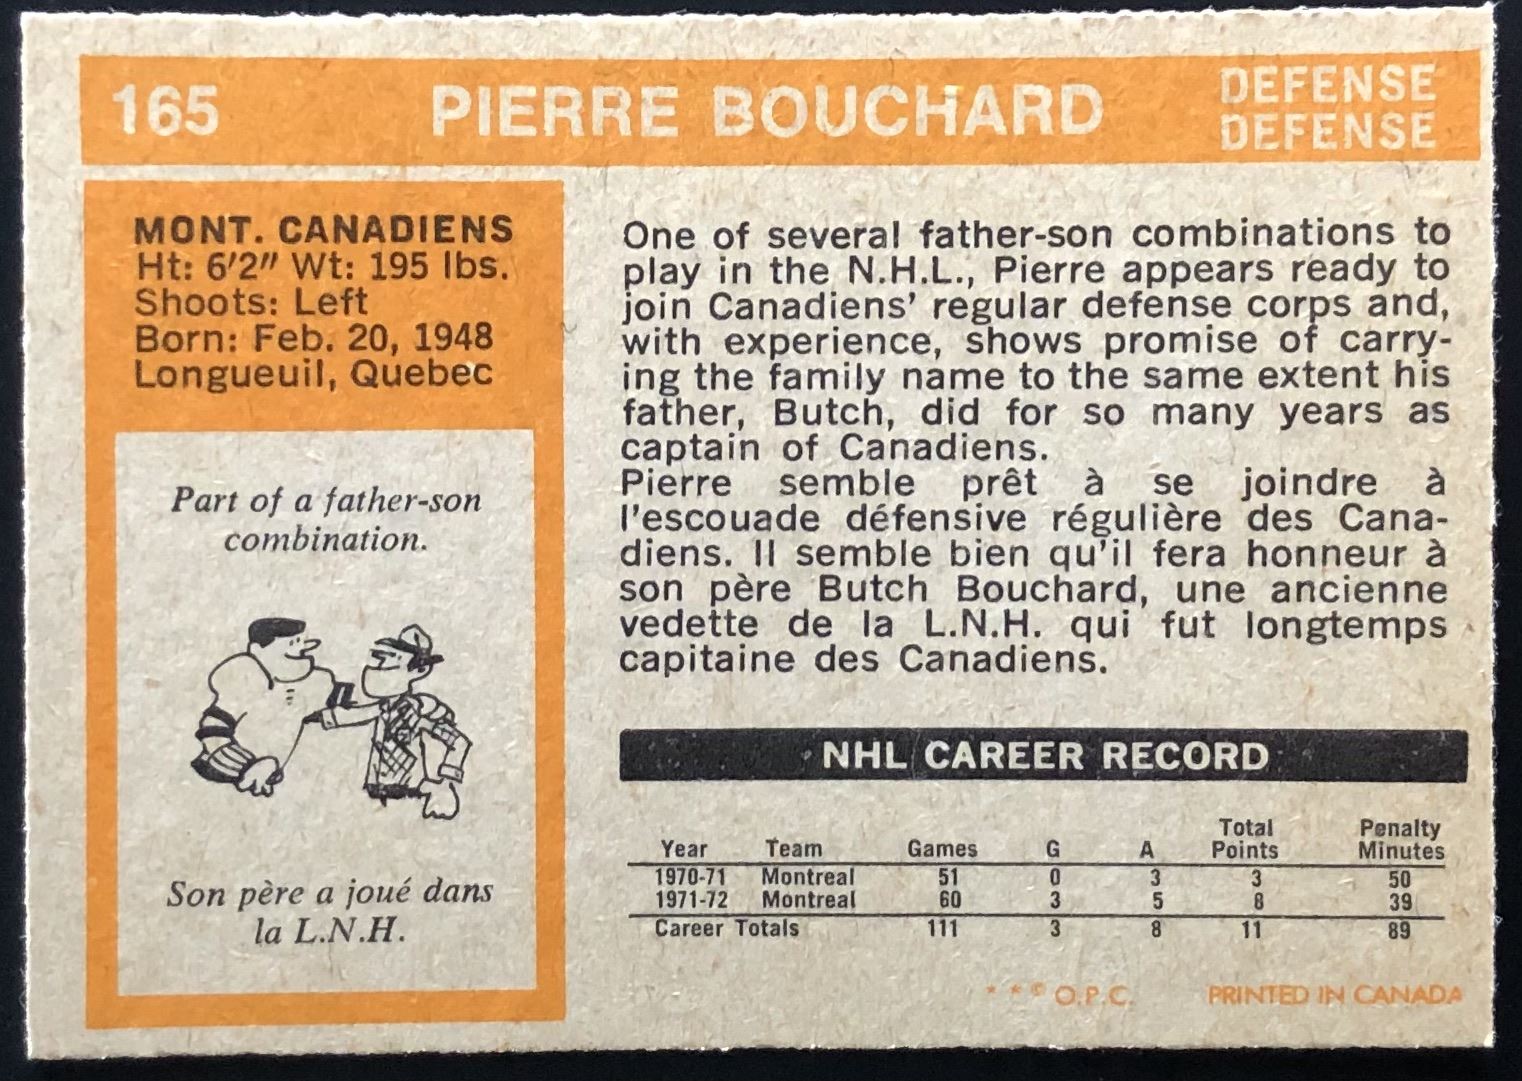 165 PIERRE BOUCHARD DEFENSE
DEFENSE
MONT. CANADIENS
Ht: 6'2" Wt: 195 lbs.
Shoots: Left
Born: Feb. 20, 1948
Longueuil, Quebec
Part of a father-son
combination.
Son père a joué dans
la L.N.H.
One of several father-son combinations to
play in the N.H.L., Pierre appears ready to
join Canadiens' regular defense corps and,
with experience, shows promise of carry-
ing the family name to the same extent his
father, Butch, did for so many years as
captain of Canadiens.
Pierre semble prêt à se joindre à
l'escouade défensive régulière des Cana-
diens. Il semble bien qu'il fera honneur à
son père Butch Bouchard, une ancienne
vedette de la L.N.H. qui fut longtemps
capitaine des Canadiens.
NHL CAREER RECORD
Total Penalty
Year Team Games G A Points Minutes
1970-71 Montreal 51 0 3 3 50
1971-72 Montreal 60 3 5 8 39
Career Totals 111 3 8 11 89
* * © O.P.C. PRINTED IN CANADA